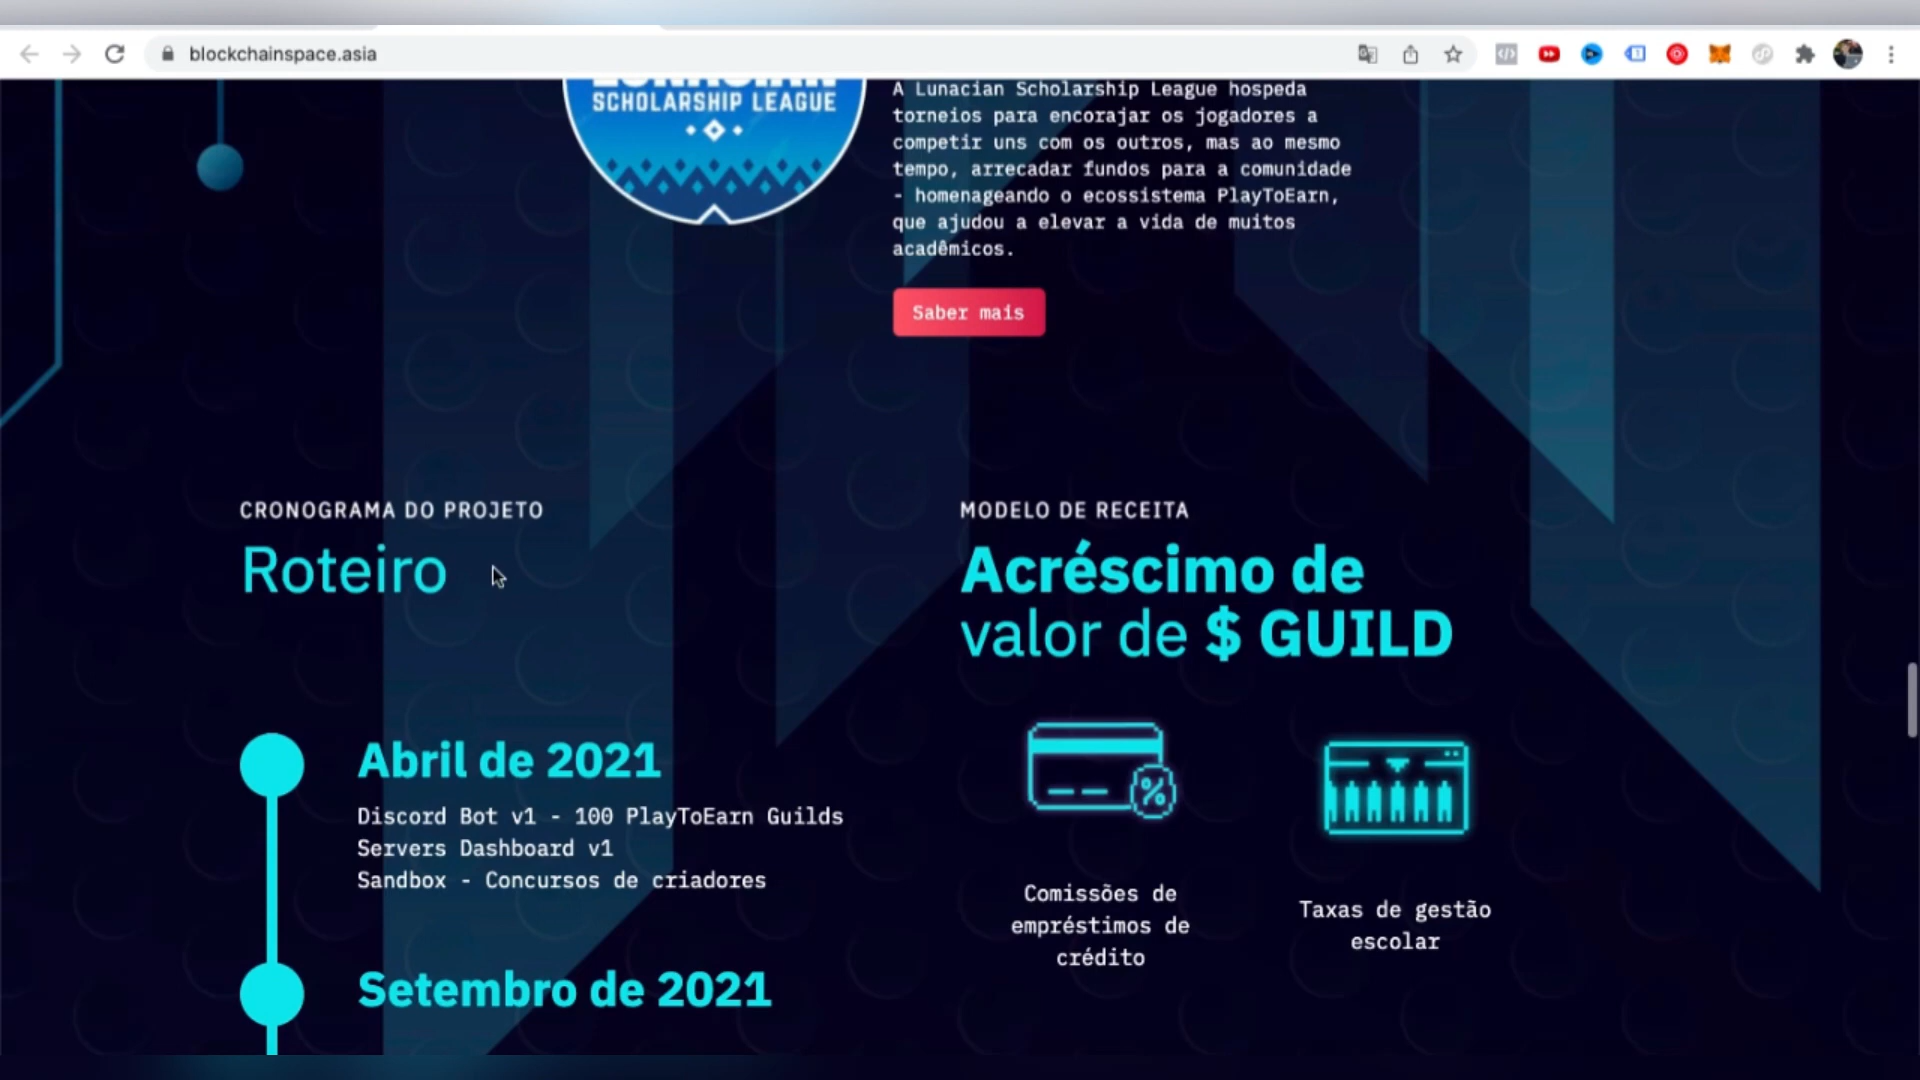 blockchainspace.asia
SCHOLARSHIP LEAGUE
A Lunacian Scholarship League hospeda
torneios para encorajar os jogadores a
competir uns com os outros, mas ao mesmo
tempo, arrecadar fundos para a comunidade
- homenageando o ecossistema PlayToEarn,
que ajudou a elevar a vida de muitos
acadêmicos.
Saber mais
CRONOGRAMA DO PROJETO
Roteiro
Abril de 2021
Discord Bot v1 - 100 PlayToEarn Guilds
Servers Dashboard v1
Sandbox - Concursos de criadores
Setembro de 2021
MODELO DE RECEITA
Acréscimo de
valor de $ GUILD
%
Comissões de
empréstimos de
crédito
Taxas de gestão
escolar